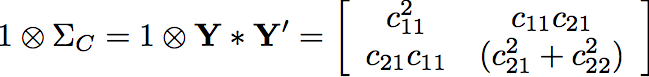 1 ⊗ Σ_C = 1 ⊗ Y ∗ Y′ = [ c_{11}^2 c_{11}c_{21}
c_{21}c_{11} (c_{21}^2 + c_{22}^2) ]